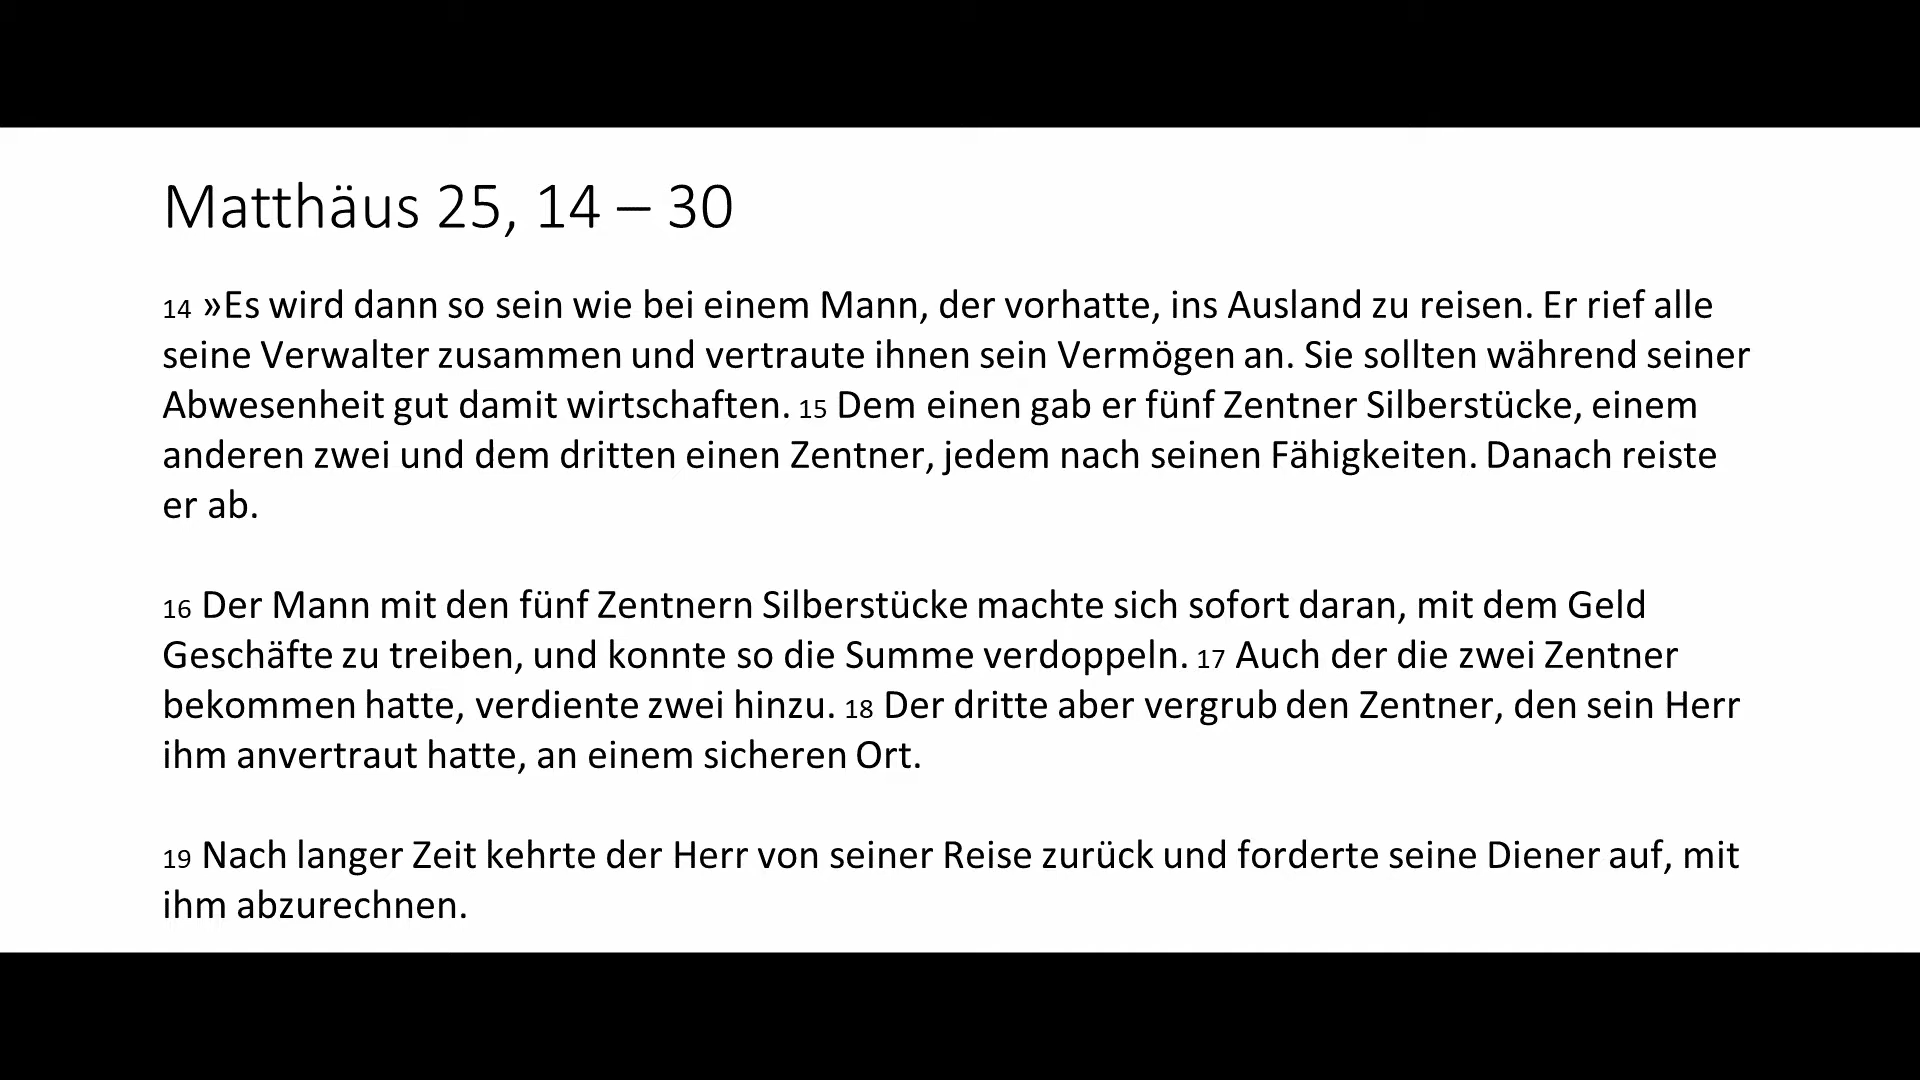 Matthäus 25, 14 – 30
14 »Es wird dann so sein wie bei einem Mann, der vorhatte, ins Ausland zu reisen. Er rief alle
seine Verwalter zusammen und vertraute ihnen sein Vermögen an. Sie sollten während seiner
Abwesenheit gut damit wirtschaften. 15 Dem einen gab er fünf Zentner Silberstücke, einem
anderen zwei und dem dritten einen Zentner, jedem nach seinen Fähigkeiten. Danach reiste
er ab.
16 Der Mann mit den fünf Zentnern Silberstücke machte sich sofort daran, mit dem Geld
Geschäfte zu treiben, und konnte so die Summe verdoppeln. 17 Auch der die zwei Zentner
bekommen hatte, verdiente zwei hinzu. 18 Der dritte aber vergrub den Zentner, den sein Herr
ihm anvertraut hatte, an einem sicheren Ort.
19 Nach langer Zeit kehrte der Herr von seiner Reise zurück und forderte seine Diener auf, mit
ihm abzurechnen.